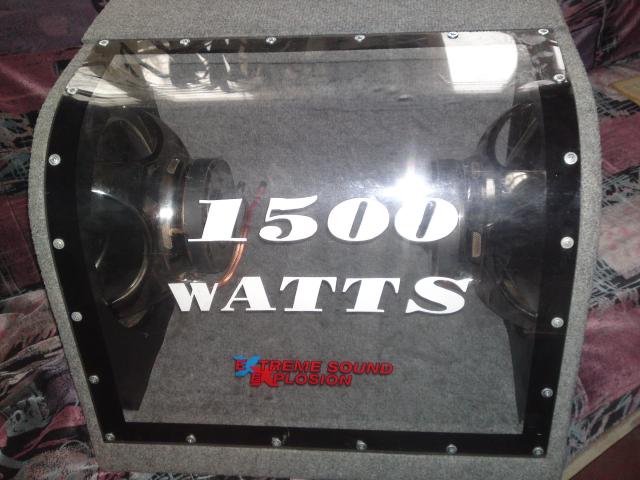 1500
WATTS
EXTREME SOUND
EXPLOSION